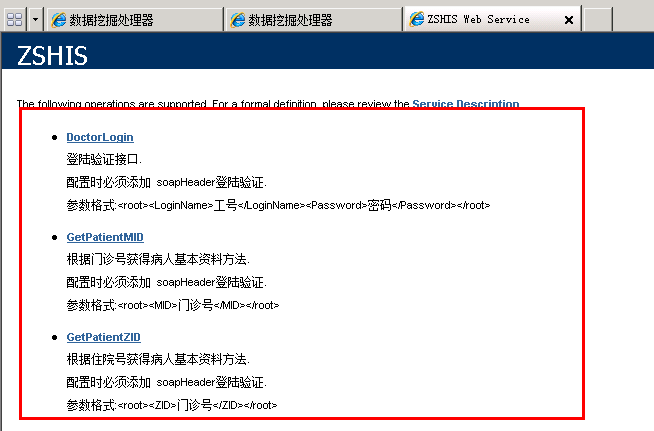 数据挖掘处理器
数据挖掘处理器
ZSHIS Web Service
ZSHIS
The following operations are supported. For a formal definition, please review the Service Description.
DoctorLogin
登陆验证接口.
配置时必须添加 soapHeader登陆验证.
参数格式:<root><LoginName>工号</LoginName><Password>密码</Password></root>
GetPatientMID
根据门诊号获得病人基本资料方法.
配置时必须添加 soapHeader登陆验证.
参数格式:<root><MID>门诊号</MID></root>
GetPatientZID
根据住院号获得病人基本资料方法.
配置时必须添加 soapHeader登陆验证.
参数格式:<root><ZID>门诊号</ZID></root>